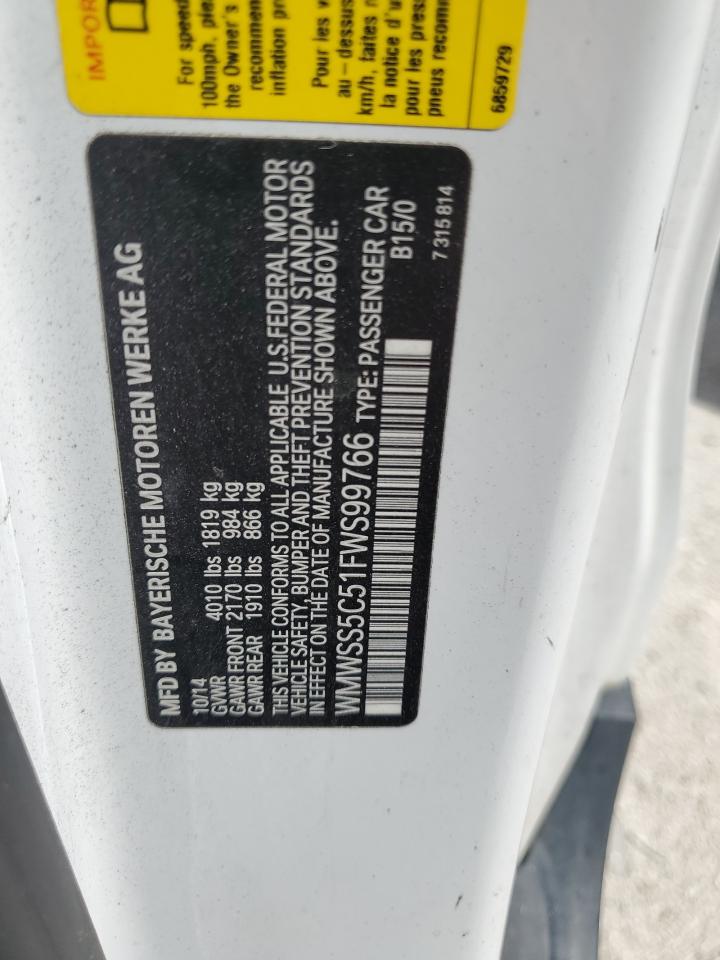 IMPOR
For speed
100mph, ple
the Owner's
recommen
inflation pr
Pour les
au-dessus
km/h, faites
la notice d'u
pour les pres
pneus recomm
6859729
MFD BY BAYERISCHE MOTOREN WERKE AG
10/14
GVWR 4010 lbs 1819 kg
GAWR FRONT 2170 lbs 984 kg
GAWR REAR 1910 lbs 866 kg
THIS VEHICLE CONFORMS TO ALL APPLICABLE U.S.FEDERAL MOTOR
VEHICLE SAFETY, BUMPER AND THEFT PREVENTION STANDARDS
IN EFFECT ON THE DATE OF MANUFACTURE SHOWN ABOVE.
WMWSS5C51FWS99766 TYPE: PASSENGER CAR
B15/0
7 315 814